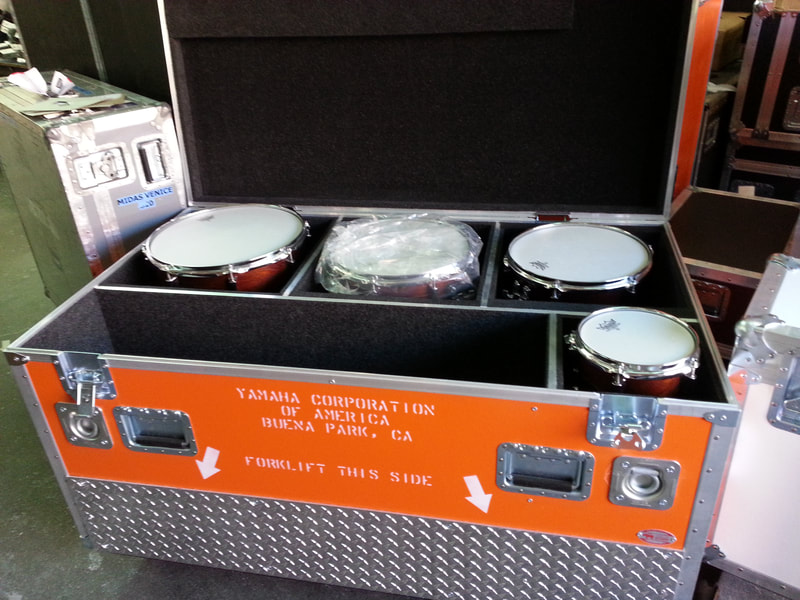 MIDAS VENICE
YAMAHA CORPORATION
OF AMERICA
BUENA PARK, CA
FORKLIFT THIS SIDE